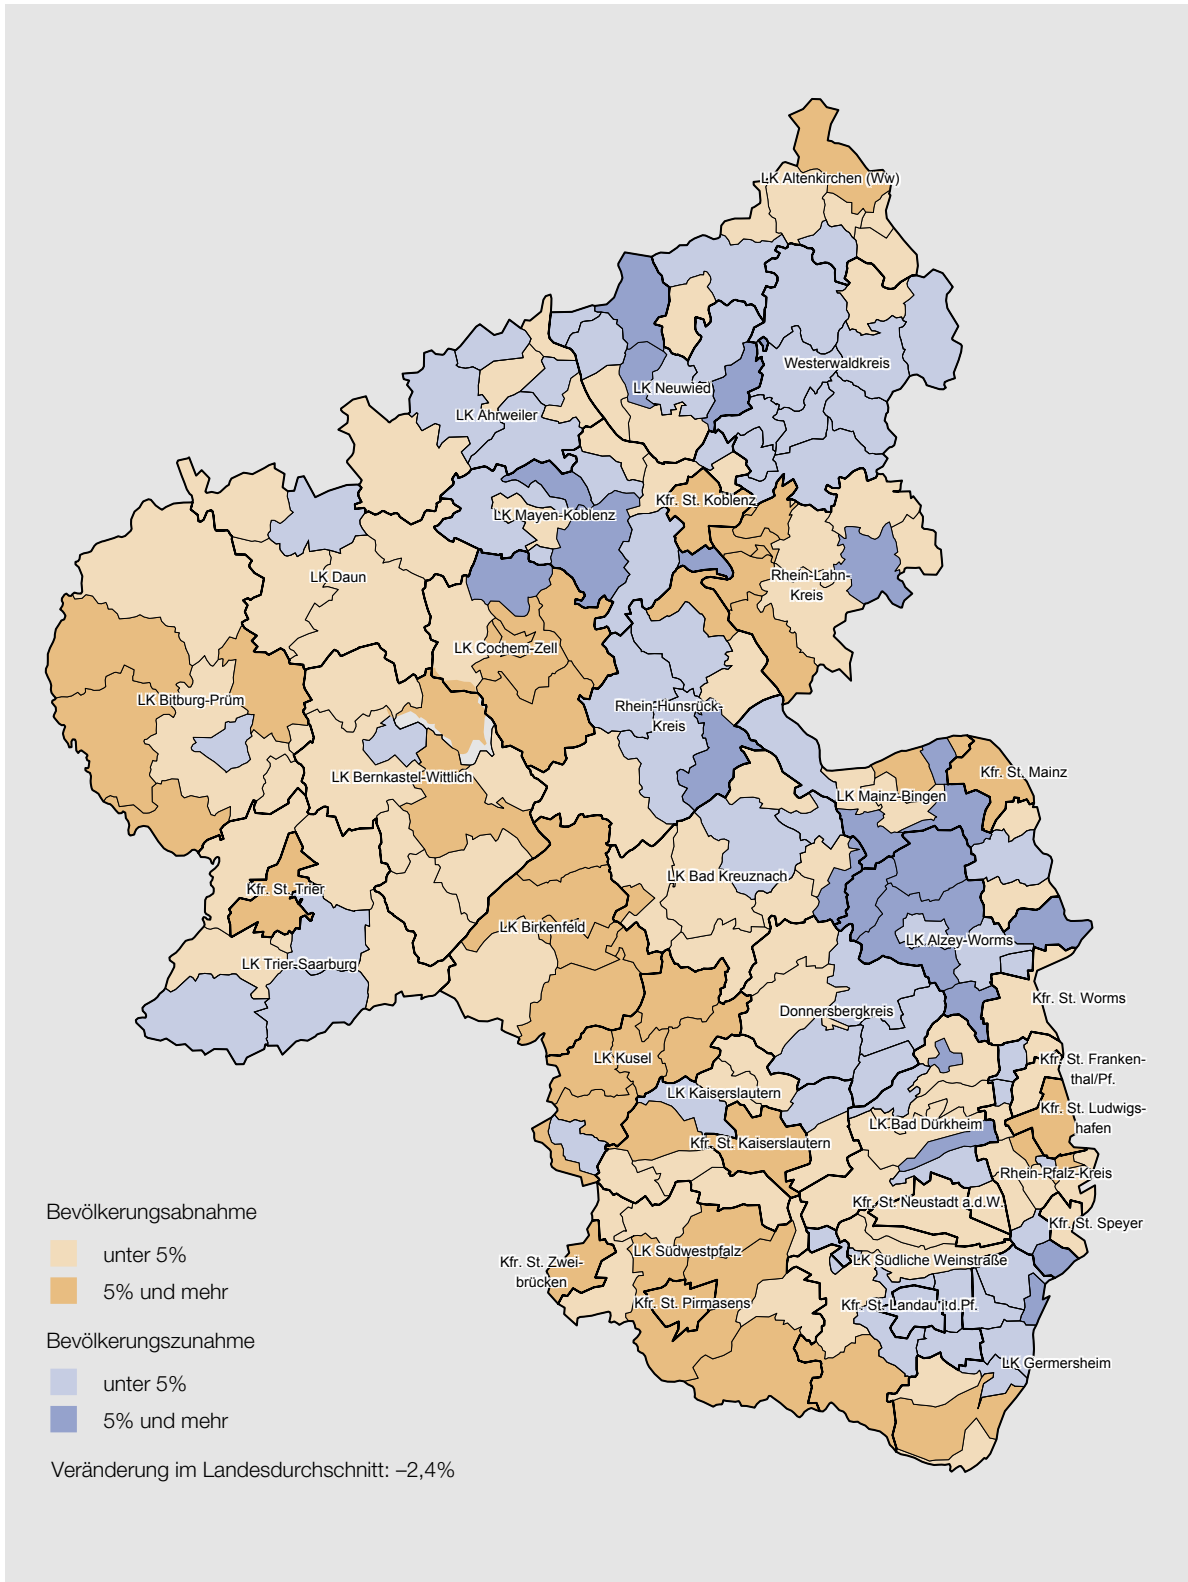 LK Altenkirchen (Ww)
Westerwaldkreis
LK Neuwied
LK Ahrweiler
Kfr. St. Koblenz
LK Mayen-Koblenz
LK Daun
Rhein-Lahn-
Kreis
LK Cochem-Zell
LK Bitburg-Prüm
Rhein-Hunsrück-
Kreis
LK Bernkastel-Wittlich
Kfr. St. Mainz
LK Mainz-Bingen
LK Bad Kreuznach
Kfr. St. Trier
LK Birkenfeld
LK Alzey-Worms
LK Trier-Saarburg
Kfr. St. Worms
Donnersbergkreis
LK Kusel
Kfr. St. Franken-
thal/Pf.
LK Kaiserslautern
Kfr. St. Ludwigs-
hafen
LK Bad Dürkheim
Kfr. St. Kaiserslautern
Rhein-Pfalz-Kreis
Kfr. St. Neustadt a.d.W.
Kfr. St. Speyer
LK Südwestpfalz
LK Südliche Weinstraße
Kfr. St. Zwei-
brücken
Kfr. St. Pirmasens
Kfr. St. Landau i.d.Pf.
LK Germersheim
Bevölkerungsabnahme
unter 5%
5% und mehr
Bevölkerungszunahme
unter 5%
5% und mehr
Veränderung im Landesdurchschnitt: –2,4%